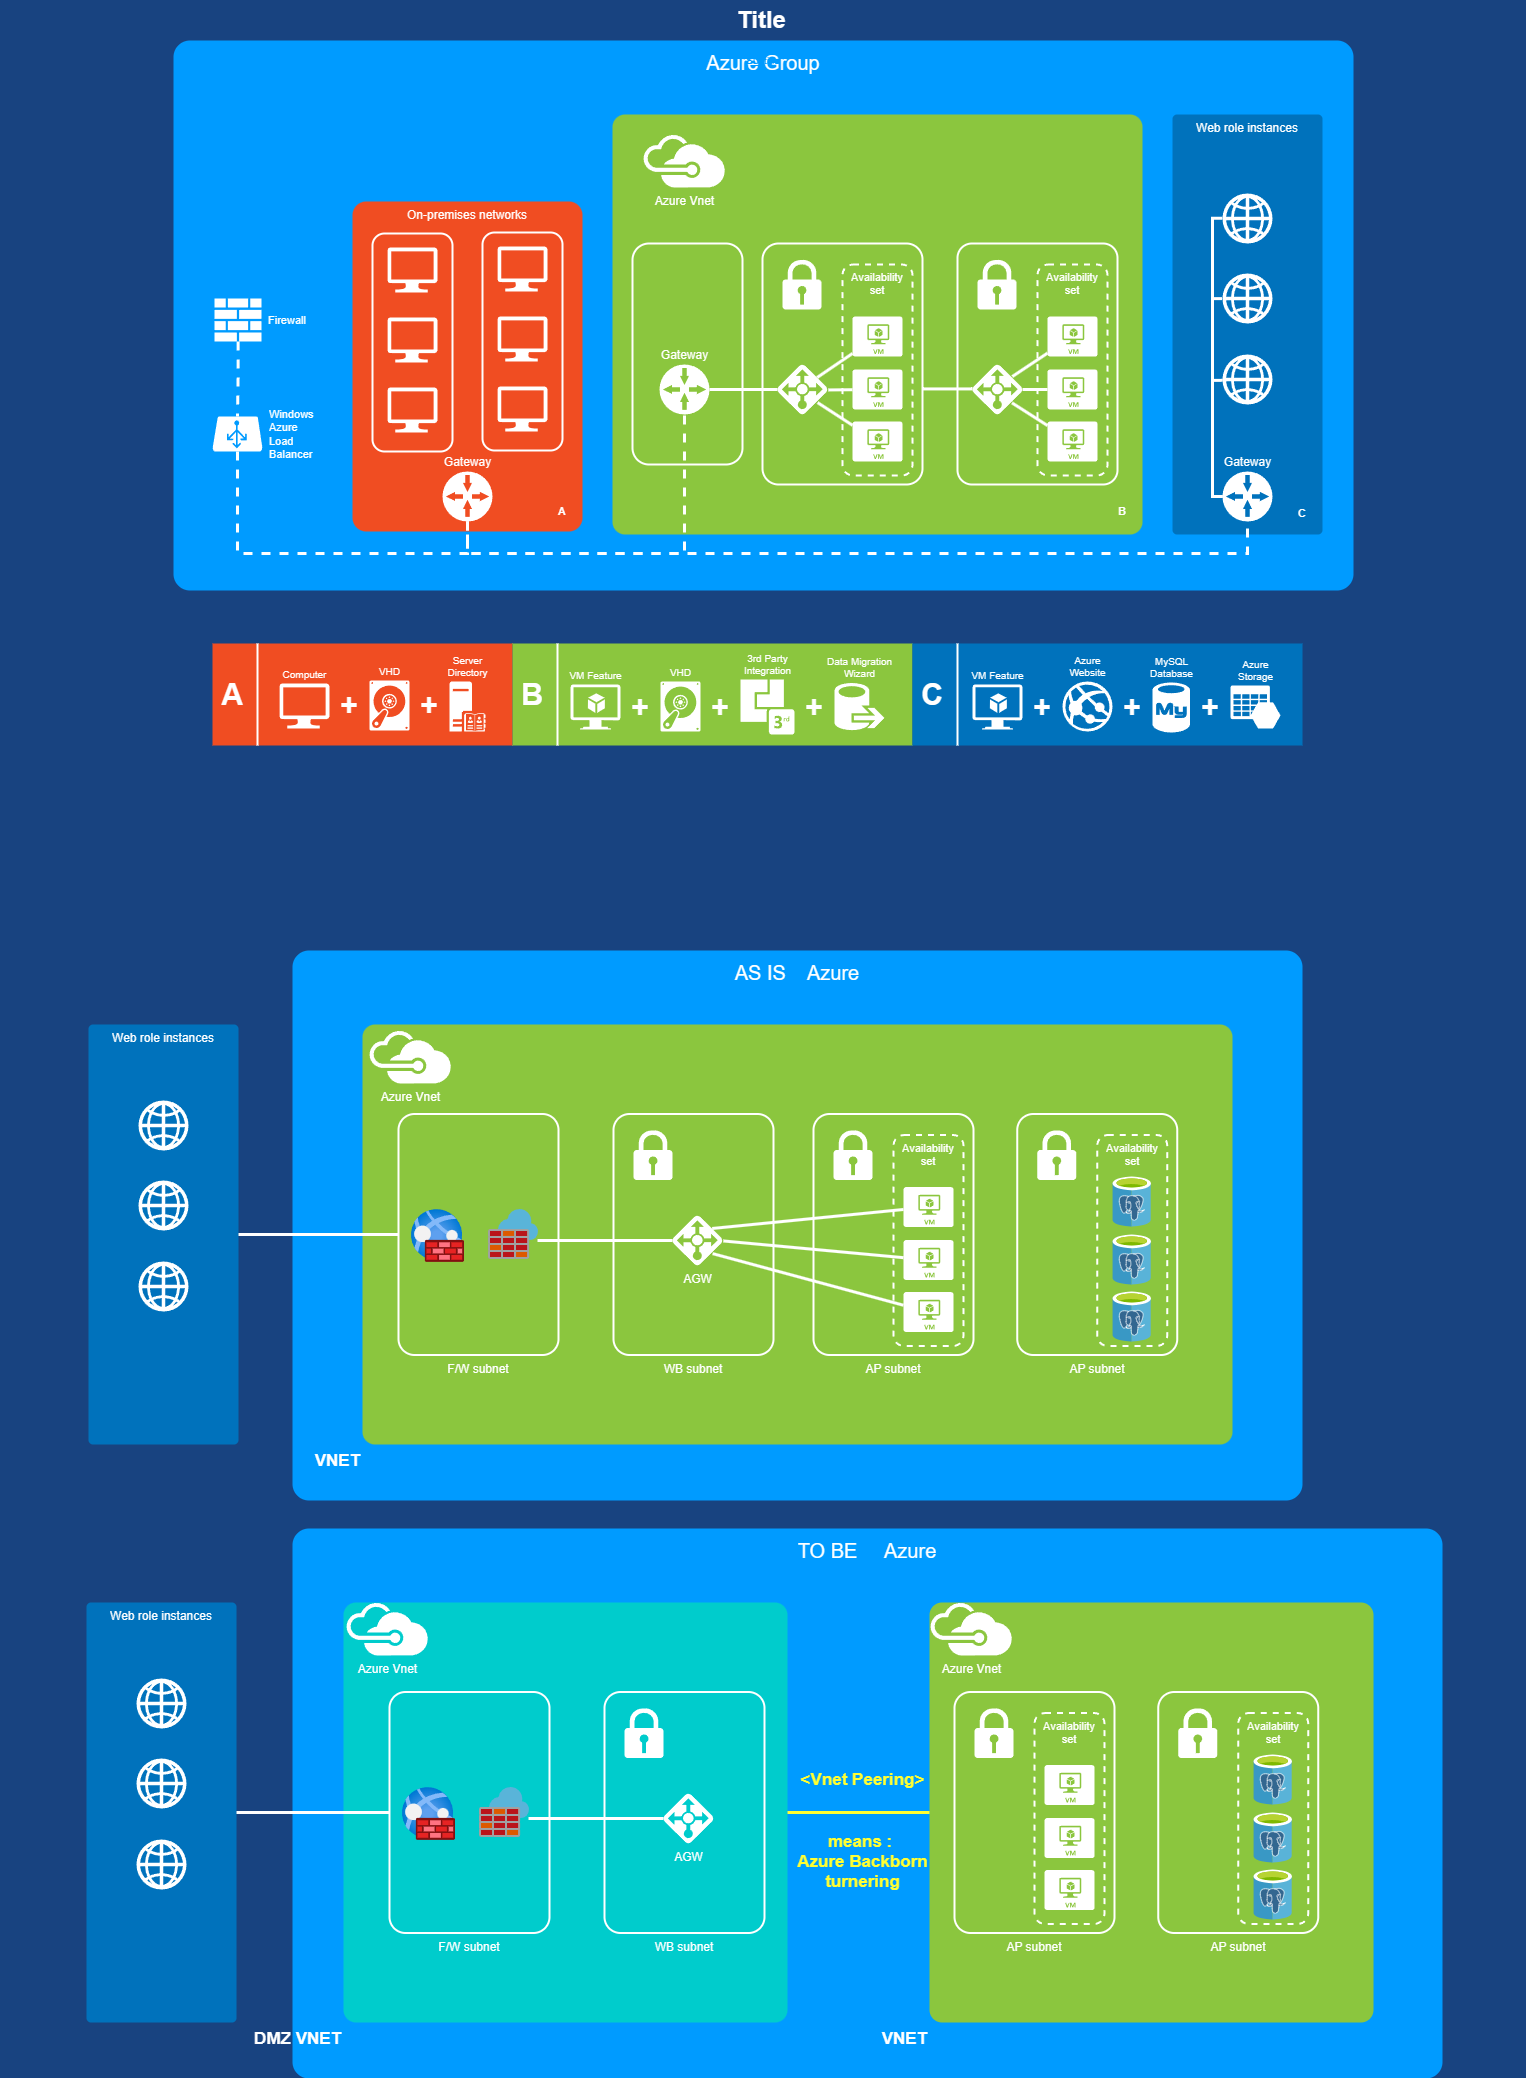 Title
Azure Group
Web role instances
Azure Vnet
On-premises networks
Availability
set
Availability
set
Firewall
VM
VM
Gateway
Windows
Azure
Load
Balancer
VM
VM
VM
VM
Gateway
Gateway
A
B
C
A
Computer
VHD
Server
Directory
B
VM Feature
VHD
3rd Party
Integration
3rd
Data Migration
Wizard
C
VM Feature
Azure
Website
MySQL
Database
My
Azure
Storage
AS IS Azure
Web role instances
Azure Vnet
Availability
set
Availability
set
VM
VM
AGW
VM
F/W subnet
WB subnet
AP subnet
AP subnet
VNET
TO BE Azure
Web role instances
Azure Vnet
Azure Vnet
Availability
set
Availability
set
<Vnet Peering>
VM
means :
Azure Backborn
turnering
VM
AGW
VM
F/W subnet
WB subnet
AP subnet
AP subnet
DMZ VNET
VNET